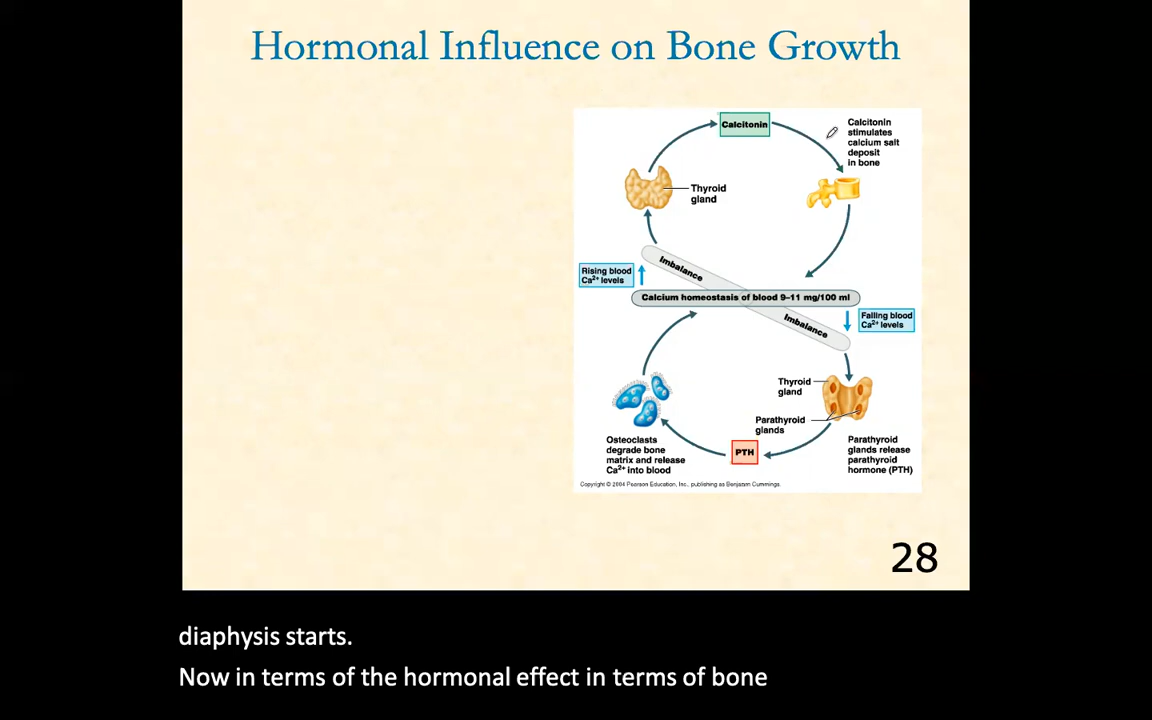 Hormonal Influence on Bone Growth
Calcitonin
Calcitonin
stimulates
calcium salt
deposit
in bone
Thyroid
gland
Rising blood
Ca²⁺ levels
Imbalance
Calcium homeostasis of blood 9–11 mg/100 ml
Imbalance
Falling blood
Ca²⁺ levels
Thyroid
gland
Parathyroid
glands
Parathyroid
glands release
parathyroid
hormone (PTH)
PTH
Osteoclasts
degrade bone
matrix and release
Ca²⁺ into blood
Copyright © 2004 Pearson Education, Inc., publishing as Benjamin Cummings.
28
diaphysis starts.
Now in terms of the hormonal effect in terms of bone